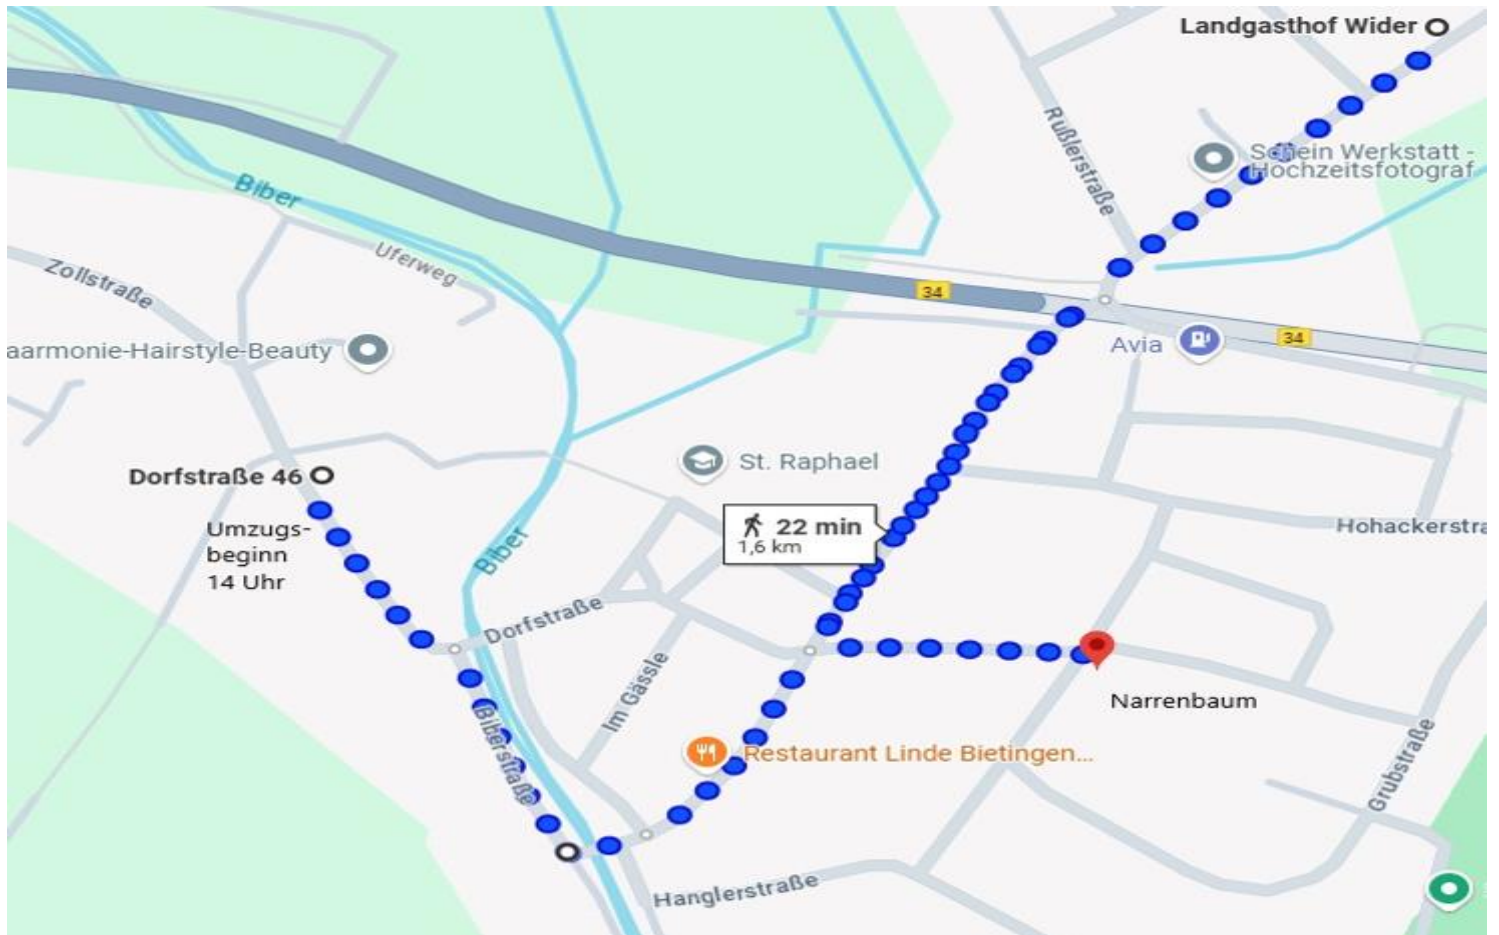 Landgasthof Wider
Rußlerstraße
Schein Werkstatt -
Hochzeitsfotograf
Biber
Uferweg
Zollstraße
34
34
Avia
aarmonie-Hairstyle-Beauty
St. Raphael
Dorfstraße 46
Umzugs-
beginn
14 Uhr
22 min
1,6 km
Hohackerstra
Biber
Dorfstraße
Im Gässle
Narrenbaum
Biberstraße
Restaurant Linde Bietingen...
Grubstraße
Hanglerstraße